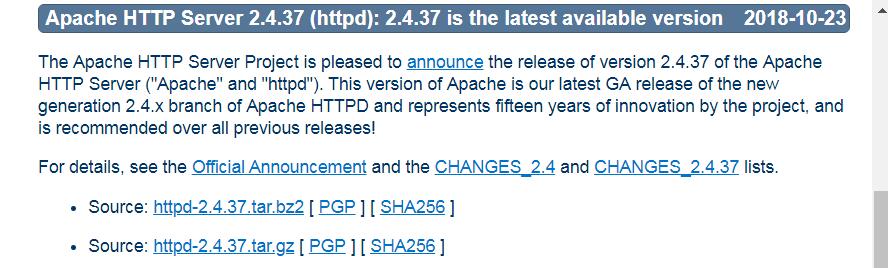 Apache HTTP Server 2.4.37 (httpd): 2.4.37 is the latest available version 2018-10-23
The Apache HTTP Server Project is pleased to announce the release of version 2.4.37 of the Apache
HTTP Server ("Apache" and "httpd"). This version of Apache is our latest GA release of the new
generation 2.4.x branch of Apache HTTPD and represents fifteen years of innovation by the project, and
is recommended over all previous releases!
For details, see the Official Announcement and the CHANGES_2.4 and CHANGES_2.4.37 lists.
• Source: httpd-2.4.37.tar.bz2 [ PGP ] [ SHA256 ]
• Source: httpd-2.4.37.tar.gz [ PGP ] [ SHA256 ]